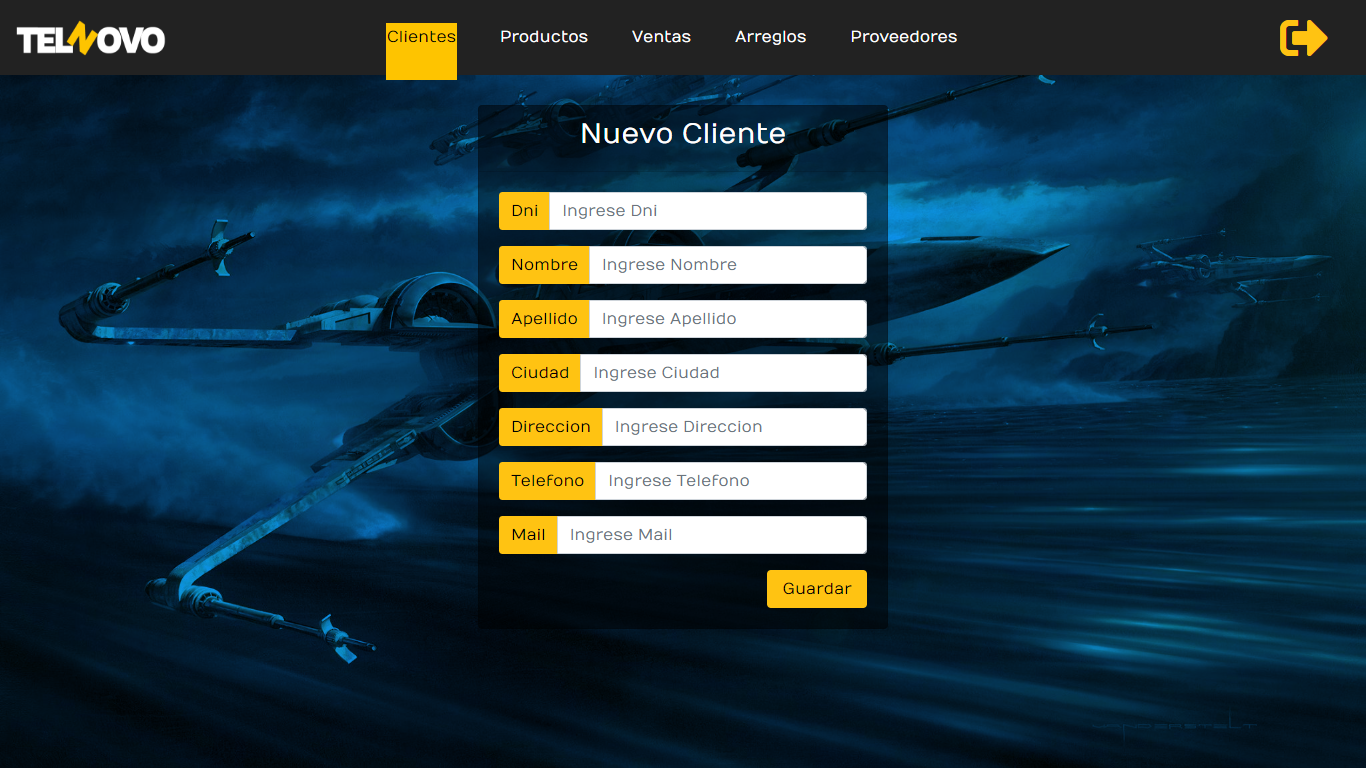 TELNOVO Clientes Productos Ventas Arreglos Proveedores
Nuevo Cliente
Dni Ingrese Dni
Nombre Ingrese Nombre
Apellido Ingrese Apellido
Ciudad Ingrese Ciudad
Direccion Ingrese Direccion
Telefono Ingrese Telefono
Mail Ingrese Mail
Guardar